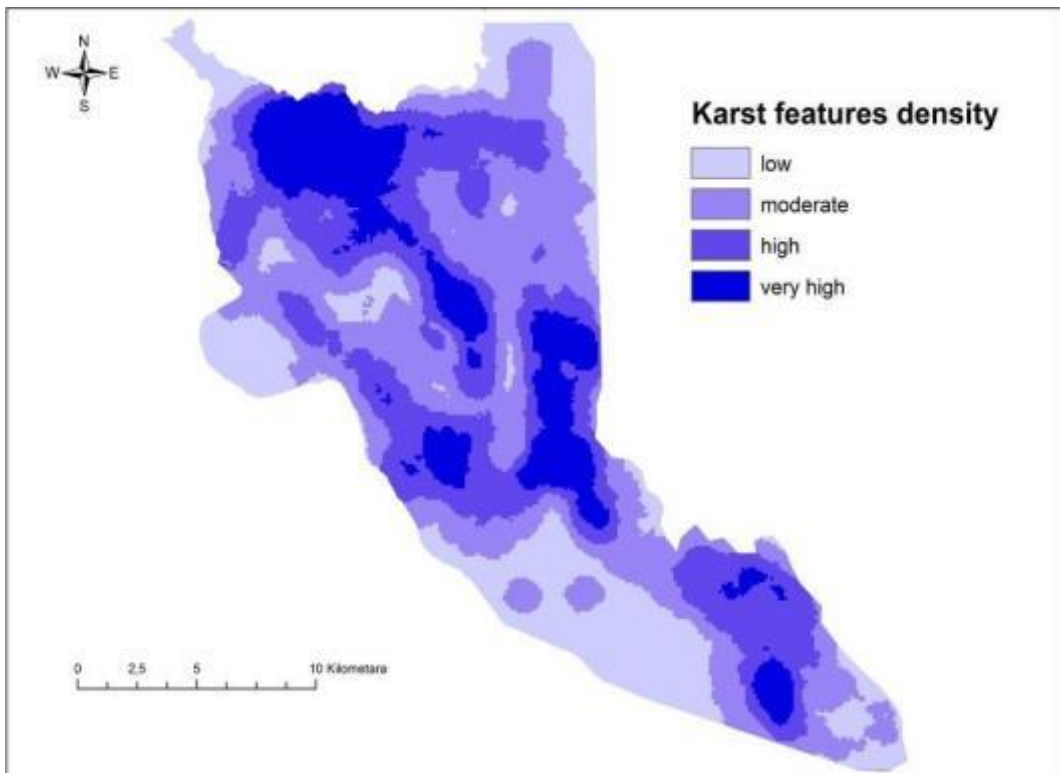 N
W E
S
Karst features density
low
moderate
high
very high
0 2,5 5 10 Kilometara